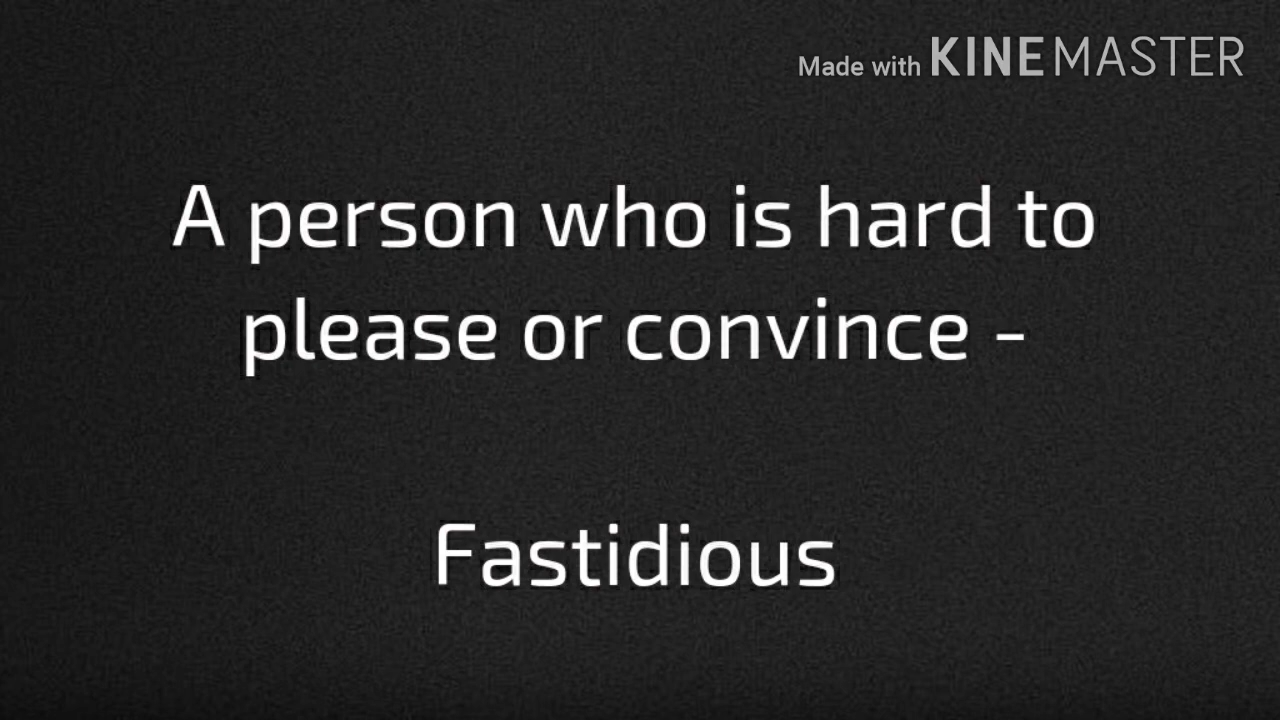 Made with KINEMASTER
A person who is hard to
please or convince -
Fastidious